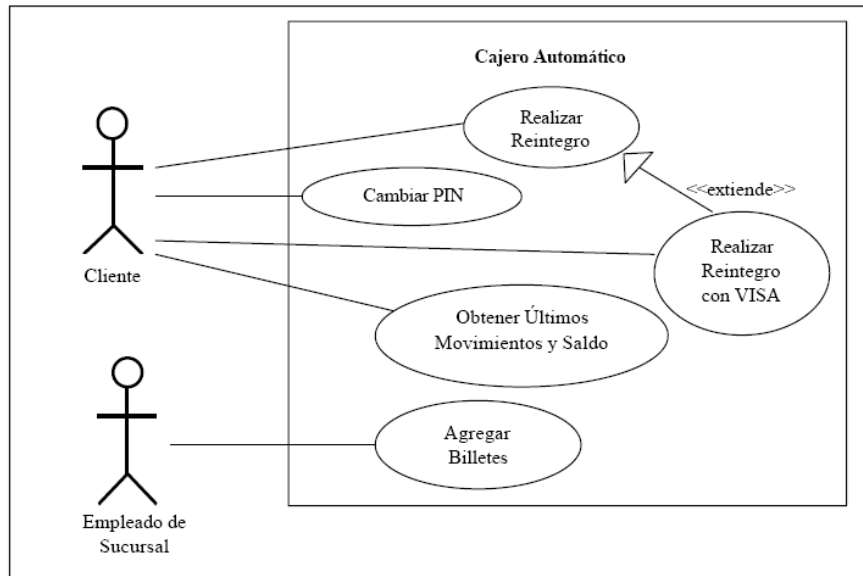 Cajero Automático
Realizar
Reintegro
<<extiende>>
Cambiar PIN
Realizar
Reintegro
con VISA
Cliente
Obtener Últimos
Movimientos y Saldo
Agregar
Billetes
Empleado de
Sucursal